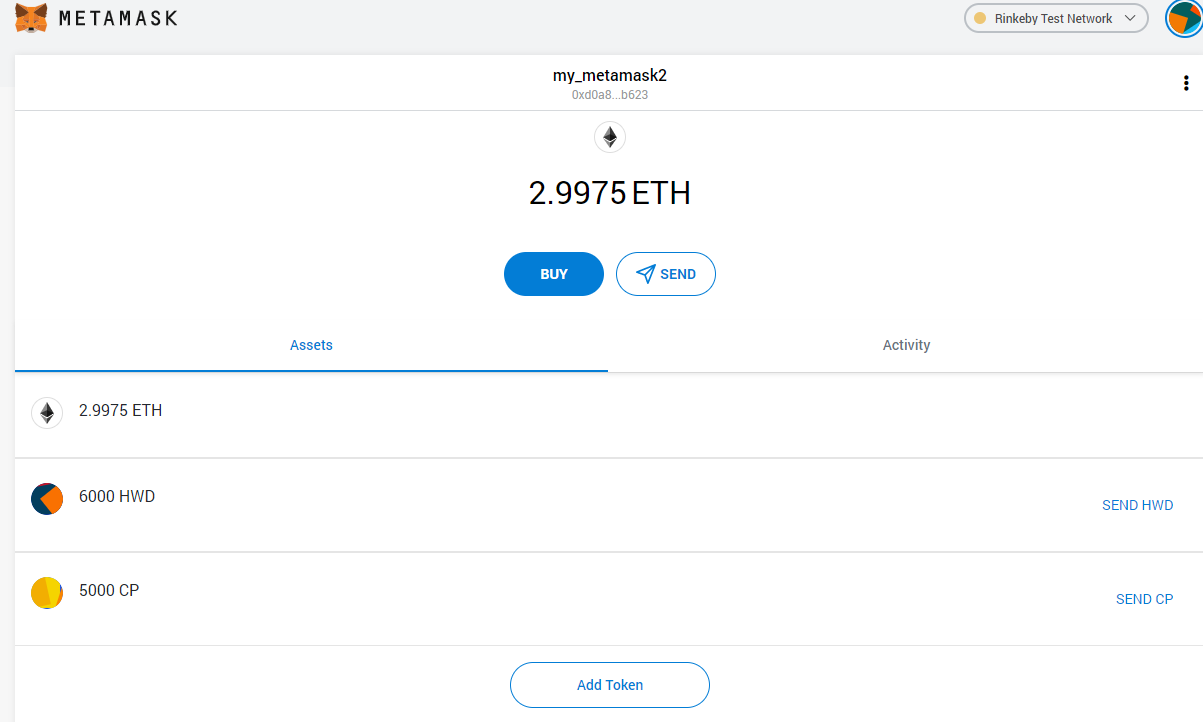 METAMASK
Rinkeby Test Network
my_metamask2
0xd0a8...b623
2.9975 ETH
BUY
SEND
Assets
Activity
2.9975 ETH
6000 HWD
SEND HWD
5000 CP
SEND CP
Add Token